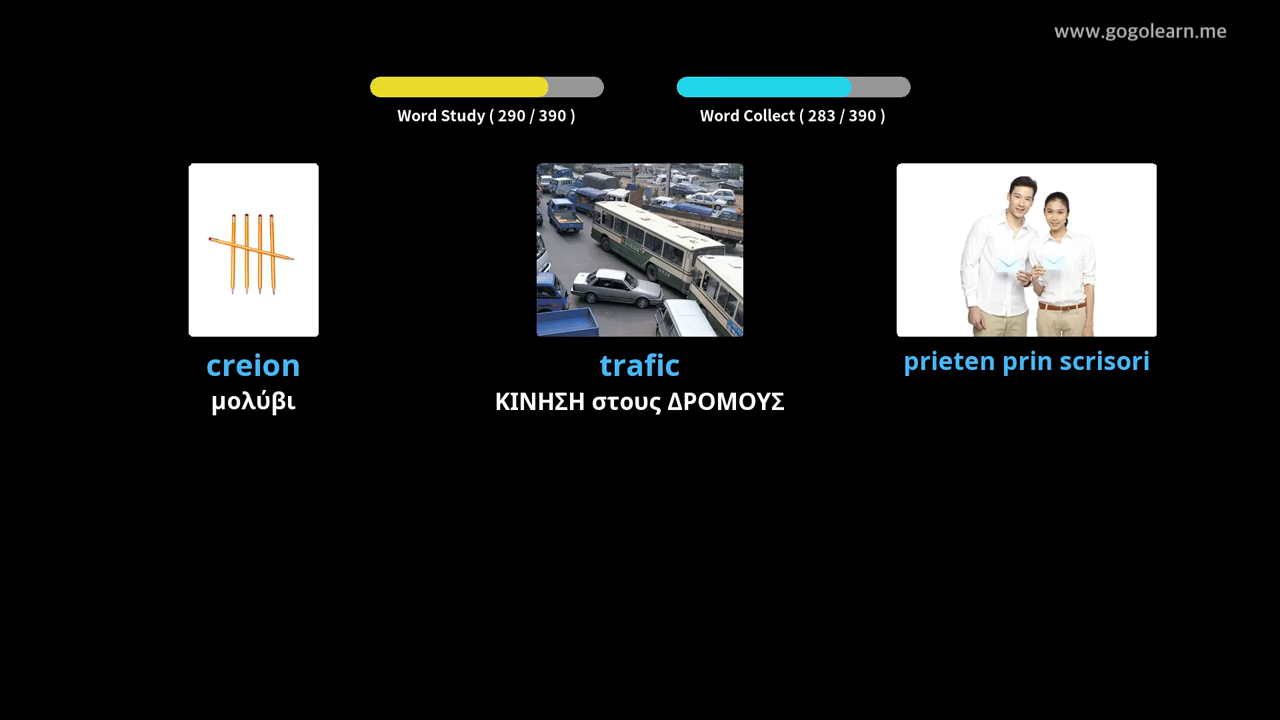 www.gogolearn.me
Word Study ( 290 / 390 )
Word Collect ( 283 / 390 )
creion
μολύβι
trafic
ΚΙΝΗΣΗ στους ΔΡΟΜΟΥΣ
prieten prin scrisori